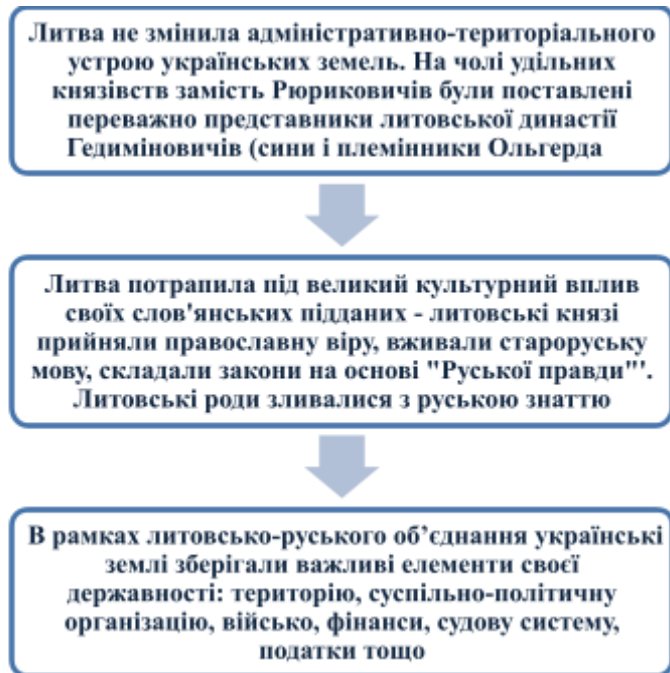 Литва не змінила адміністративно-територіального
устрою українських земель. На чолі удільних
князівств замість Рюриковичів були поставлені
переважно представники литовської династії
Гедиміновичів (сини і племінники Ольгерда
Литва потрапила під великий культурний вплив
своїх слов'янських підданих - литовські князі
прийняли православну віру, вживали староруську
мову, складали закони на основі "Руської правди"'.
Литовські роди зливалися з руською знаттю
В рамках литовсько-руського об’єднання українські
землі зберігали важливі елементи своєї
державності: територію, суспільно-політичну
організацію, військо, фінанси, судову систему,
податки тощо